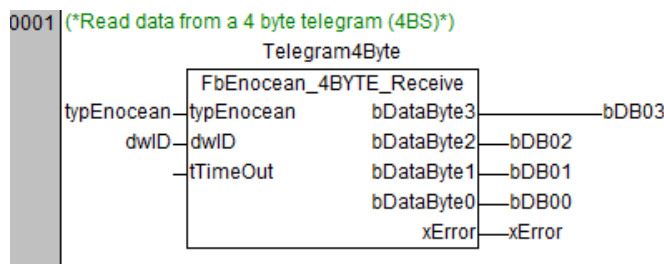 0001 (*Read data from a 4 byte telegram (4BS)*)
Telegram4Byte
FbEnocean_4BYTE_Receive
typEnocean typEnocean bDataByte3 bDB03
dwID dwID bDataByte2 bDB02
tTimeOut bDataByte1 bDB01
bDataByte0 bDB00
xError xError